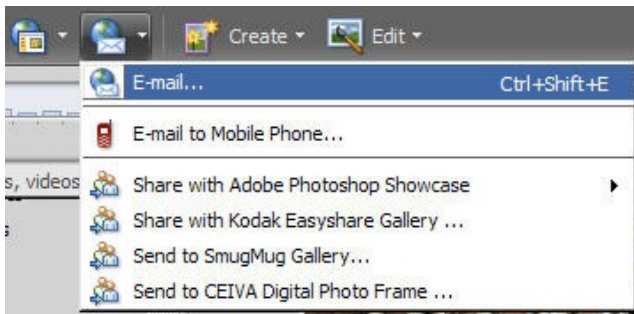 Create Edit
E-mail... Ctrl+Shift+E
E-mail to Mobile Phone...
s, videos Share with Adobe Photoshop Showcase
Share with Kodak Easyshare Gallery ...
Send to SmugMug Gallery...
Send to CEIVA Digital Photo Frame ...